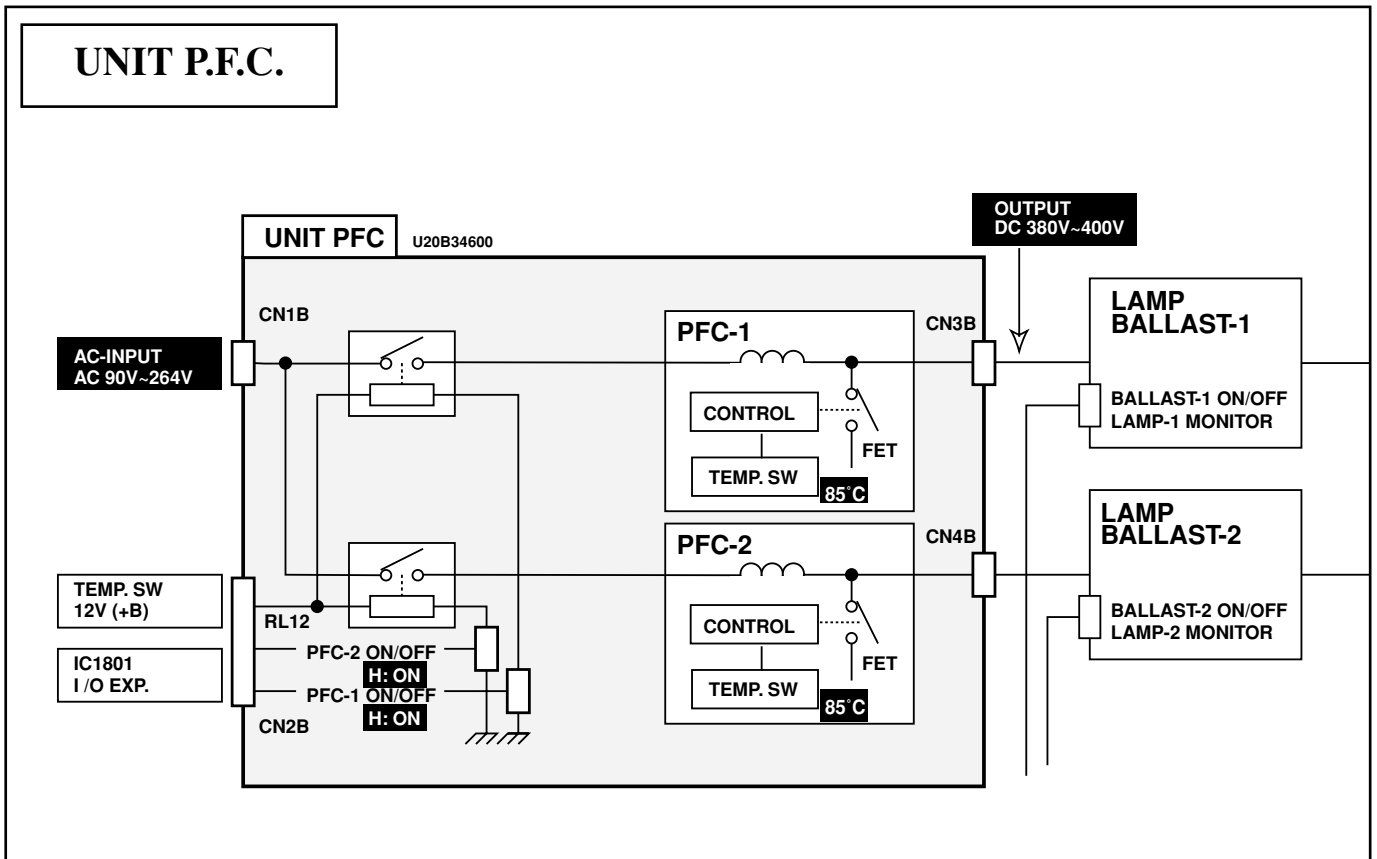 UNIT P.F.C.
OUTPUT
DC 380V~400V
UNIT PFC
U20B34600
LAMP
BALLAST-1
CN1B
PFC-1
CN3B
AC-INPUT
AC 90V~264V
BALLAST-1 ON/OFF
LAMP-1 MONITOR
CONTROL
FET
TEMP. SW
85°C
LAMP
BALLAST-2
PFC-2
CN4B
TEMP. SW
12V (+B)
RL12
BALLAST-2 ON/OFF
LAMP-2 MONITOR
CONTROL
PFC-2 ON/OFF
H: ON
FET
IC1801
I /O EXP.
PFC-1 ON/OFF
H: ON
TEMP. SW
85°C
CN2B